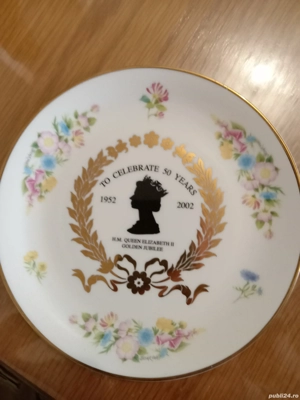 TO CELEBRATE 50 YEARS
1952 2002
H.M. QUEEN ELIZABETH II
GOLDEN JUBILEE
publi24.ro